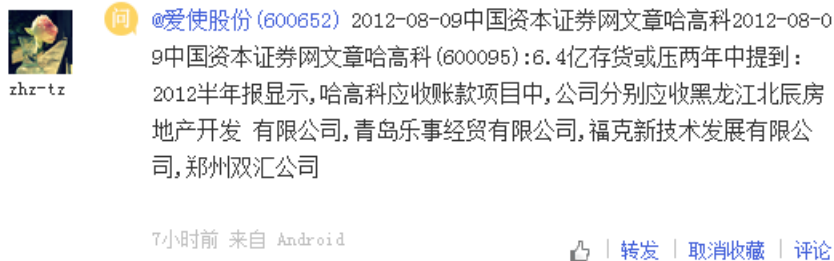 问 @爱使股份(600652) 2012-08-09中国资本证券网文章哈高科2012-08-0
9中国资本证券网文章哈高科(600095):6.4亿存货或压两年中提到：
zhz-tz
2012半年报显示,哈高科应收账款项目中,公司分别应收黑龙江北辰房
地产开发 有限公司,青岛乐事经贸有限公司,福克新技术发展有限公
司,郑州双汇公司
7小时前 来自 Android
转发 | 取消收藏 | 评论